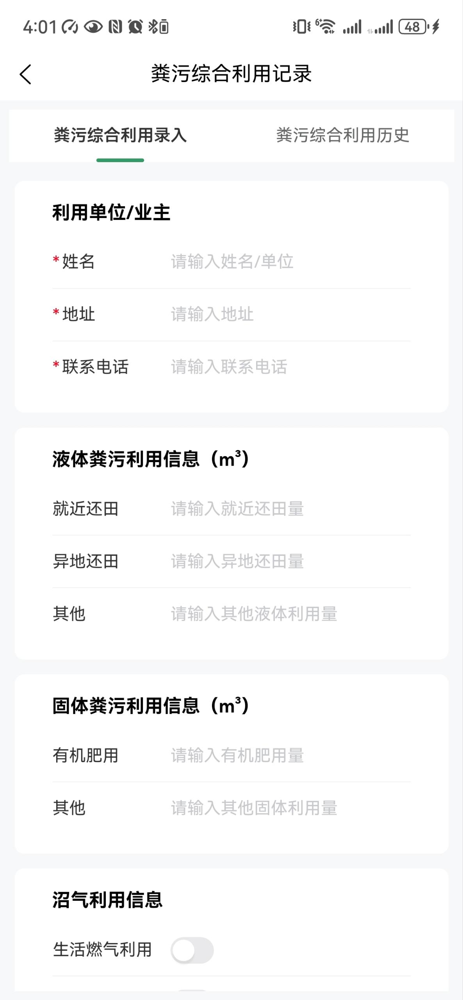 4:01
6+
48
粪污综合利用记录
粪污综合利用录入
粪污综合利用历史
利用单位/业主
*姓名 请输入姓名/单位
*地址 请输入地址
*联系电话 请输入联系电话
液体粪污利用信息（m³）
就近还田 请输入就近还田量
异地还田 请输入异地还田量
其他 请输入其他液体利用量
固体粪污利用信息（m³）
有机肥用 请输入有机肥用量
其他 请输入其他固体利用量
沼气利用信息
生活燃气利用